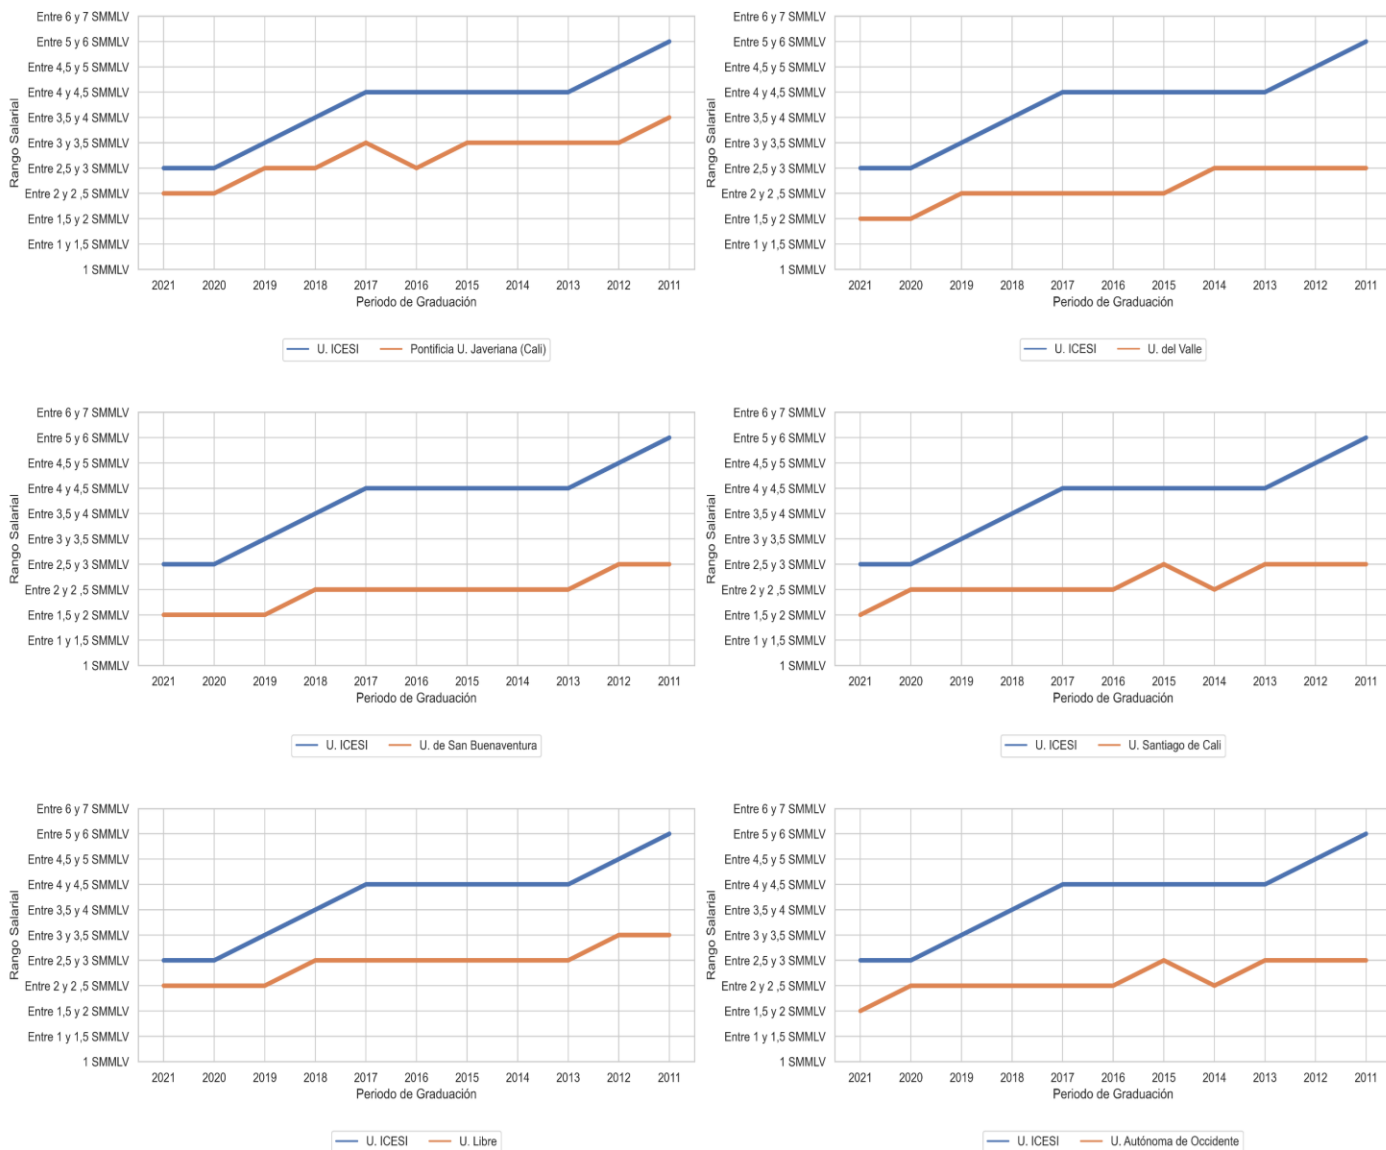 Entre 6 y 7 SMMLV
Entre 5 y 6 SMMLV
Entre 4,5 y 5 SMMLV
Entre 4 y 4,5 SMMLV
Entre 3,5 y 4 SMMLV
Entre 3 y 3,5 SMMLV
Entre 2,5 y 3 SMMLV
Entre 2 y 2 ,5 SMMLV
Entre 1,5 y 2 SMMLV
Entre 1 y 1,5 SMMLV
1 SMMLV
Rango Salarial
2021 2020 2019 2018 2017 2016 2015 2014 2013 2012 2011
Periodo de Graduación
U. ICESI Pontificia U. Javeriana (Cali)
Entre 6 y 7 SMMLV
Entre 5 y 6 SMMLV
Entre 4,5 y 5 SMMLV
Entre 4 y 4,5 SMMLV
Entre 3,5 y 4 SMMLV
Entre 3 y 3,5 SMMLV
Entre 2,5 y 3 SMMLV
Entre 2 y 2 ,5 SMMLV
Entre 1,5 y 2 SMMLV
Entre 1 y 1,5 SMMLV
1 SMMLV
Rango Salarial
2021 2020 2019 2018 2017 2016 2015 2014 2013 2012 2011
Periodo de Graduación
U. ICESI U. del Valle
Entre 6 y 7 SMMLV
Entre 5 y 6 SMMLV
Entre 4,5 y 5 SMMLV
Entre 4 y 4,5 SMMLV
Entre 3,5 y 4 SMMLV
Entre 3 y 3,5 SMMLV
Entre 2,5 y 3 SMMLV
Entre 2 y 2 ,5 SMMLV
Entre 1,5 y 2 SMMLV
Entre 1 y 1,5 SMMLV
1 SMMLV
Rango Salarial
2021 2020 2019 2018 2017 2016 2015 2014 2013 2012 2011
Periodo de Graduación
U. ICESI U. de San Buenaventura
Entre 6 y 7 SMMLV
Entre 5 y 6 SMMLV
Entre 4,5 y 5 SMMLV
Entre 4 y 4,5 SMMLV
Entre 3,5 y 4 SMMLV
Entre 3 y 3,5 SMMLV
Entre 2,5 y 3 SMMLV
Entre 2 y 2 ,5 SMMLV
Entre 1,5 y 2 SMMLV
Entre 1 y 1,5 SMMLV
1 SMMLV
Rango Salarial
2021 2020 2019 2018 2017 2016 2015 2014 2013 2012 2011
Periodo de Graduación
U. ICESI U. Santiago de Cali
Entre 6 y 7 SMMLV
Entre 5 y 6 SMMLV
Entre 4,5 y 5 SMMLV
Entre 4 y 4,5 SMMLV
Entre 3,5 y 4 SMMLV
Entre 3 y 3,5 SMMLV
Entre 2,5 y 3 SMMLV
Entre 2 y 2 ,5 SMMLV
Entre 1,5 y 2 SMMLV
Entre 1 y 1,5 SMMLV
1 SMMLV
Rango Salarial
2021 2020 2019 2018 2017 2016 2015 2014 2013 2012 2011
Periodo de Graduación
U. ICESI U. Libre
Entre 6 y 7 SMMLV
Entre 5 y 6 SMMLV
Entre 4,5 y 5 SMMLV
Entre 4 y 4,5 SMMLV
Entre 3,5 y 4 SMMLV
Entre 3 y 3,5 SMMLV
Entre 2,5 y 3 SMMLV
Entre 2 y 2 ,5 SMMLV
Entre 1,5 y 2 SMMLV
Entre 1 y 1,5 SMMLV
1 SMMLV
Rango Salarial
2021 2020 2019 2018 2017 2016 2015 2014 2013 2012 2011
Periodo de Graduación
U. ICESI U. Autónoma de Occidente